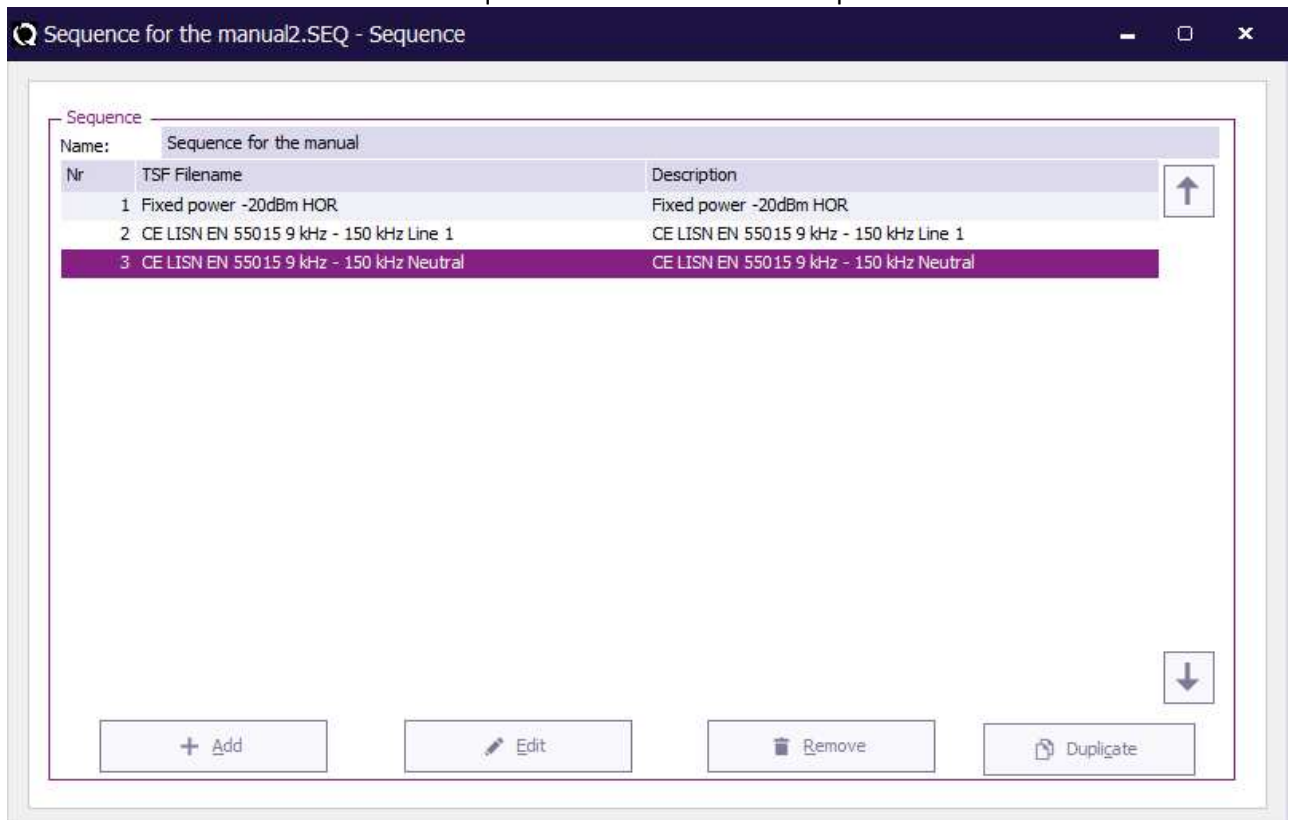 Sequence for the manual2.SEQ - Sequence
Sequence
Name: Sequence for the manual
Nr TSF Filename Description
1 Fixed power -20dBm HOR Fixed power -20dBm HOR
2 CE LISN EN 55015 9 kHz - 150 kHz Line 1 CE LISN EN 55015 9 kHz - 150 kHz Line 1
3 CE LISN EN 55015 9 kHz - 150 kHz Neutral CE LISN EN 55015 9 kHz - 150 kHz Neutral
Add Edit Remove Duplicate